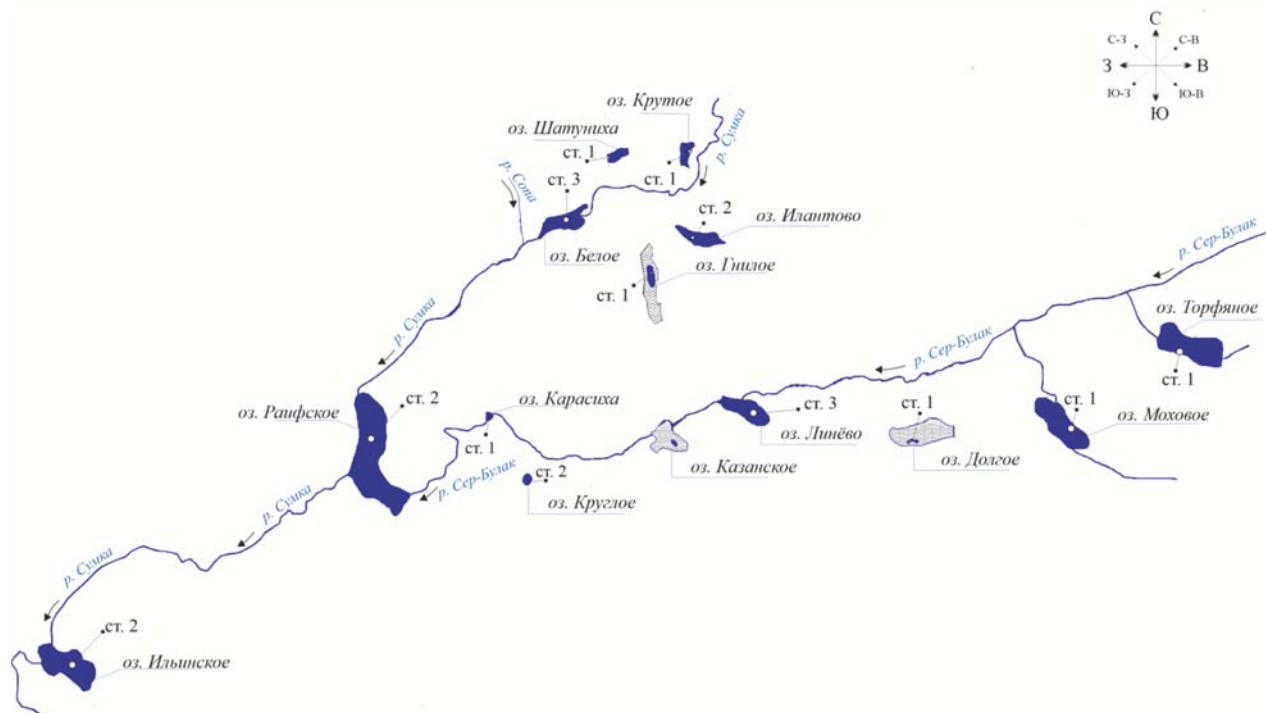 С
С-З
С-В
З
В
Ю-З
Ю-В
Ю
оз. Крутое
оз. Шатуниха
ст. 1
ст. 1
р. Сумка
р. Сопа
ст. 3
ст. 2
оз. Илантово
оз. Белое
оз. Гнилое
ст. 1
р. Сер-Булак
оз. Торфяное
р. Сумка
р. Сер-Булак
ст. 1
ст. 2
оз. Раифское
оз. Карасиха
ст. 1
ст. 3
оз. Линёво
ст. 1
ст. 1
оз. Моховое
оз. Казанское
оз. Долгое
р. Сер-Булак
ст. 2
оз. Круглое
р. Сумка
р. Сумка
ст. 2
оз. Ильинское